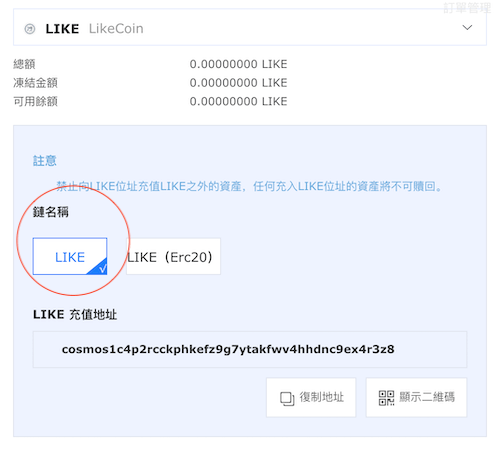 訂單管理
LIKE LikeCoin
總額 0.00000000 LIKE
凍結金額 0.00000000 LIKE
可用餘額 0.00000000 LIKE
註意
禁止向LIKE位址充值LIKE之外的資產，任何充入LIKE位址的資產將不可贖回。
鏈名稱
LIKE LIKE（Erc20）
LIKE 充值地址
cosmos1c4p2rcckphkefz9g7ytakfwv4hhdnc9ex4r3z8
復制地址 顯示二維碼